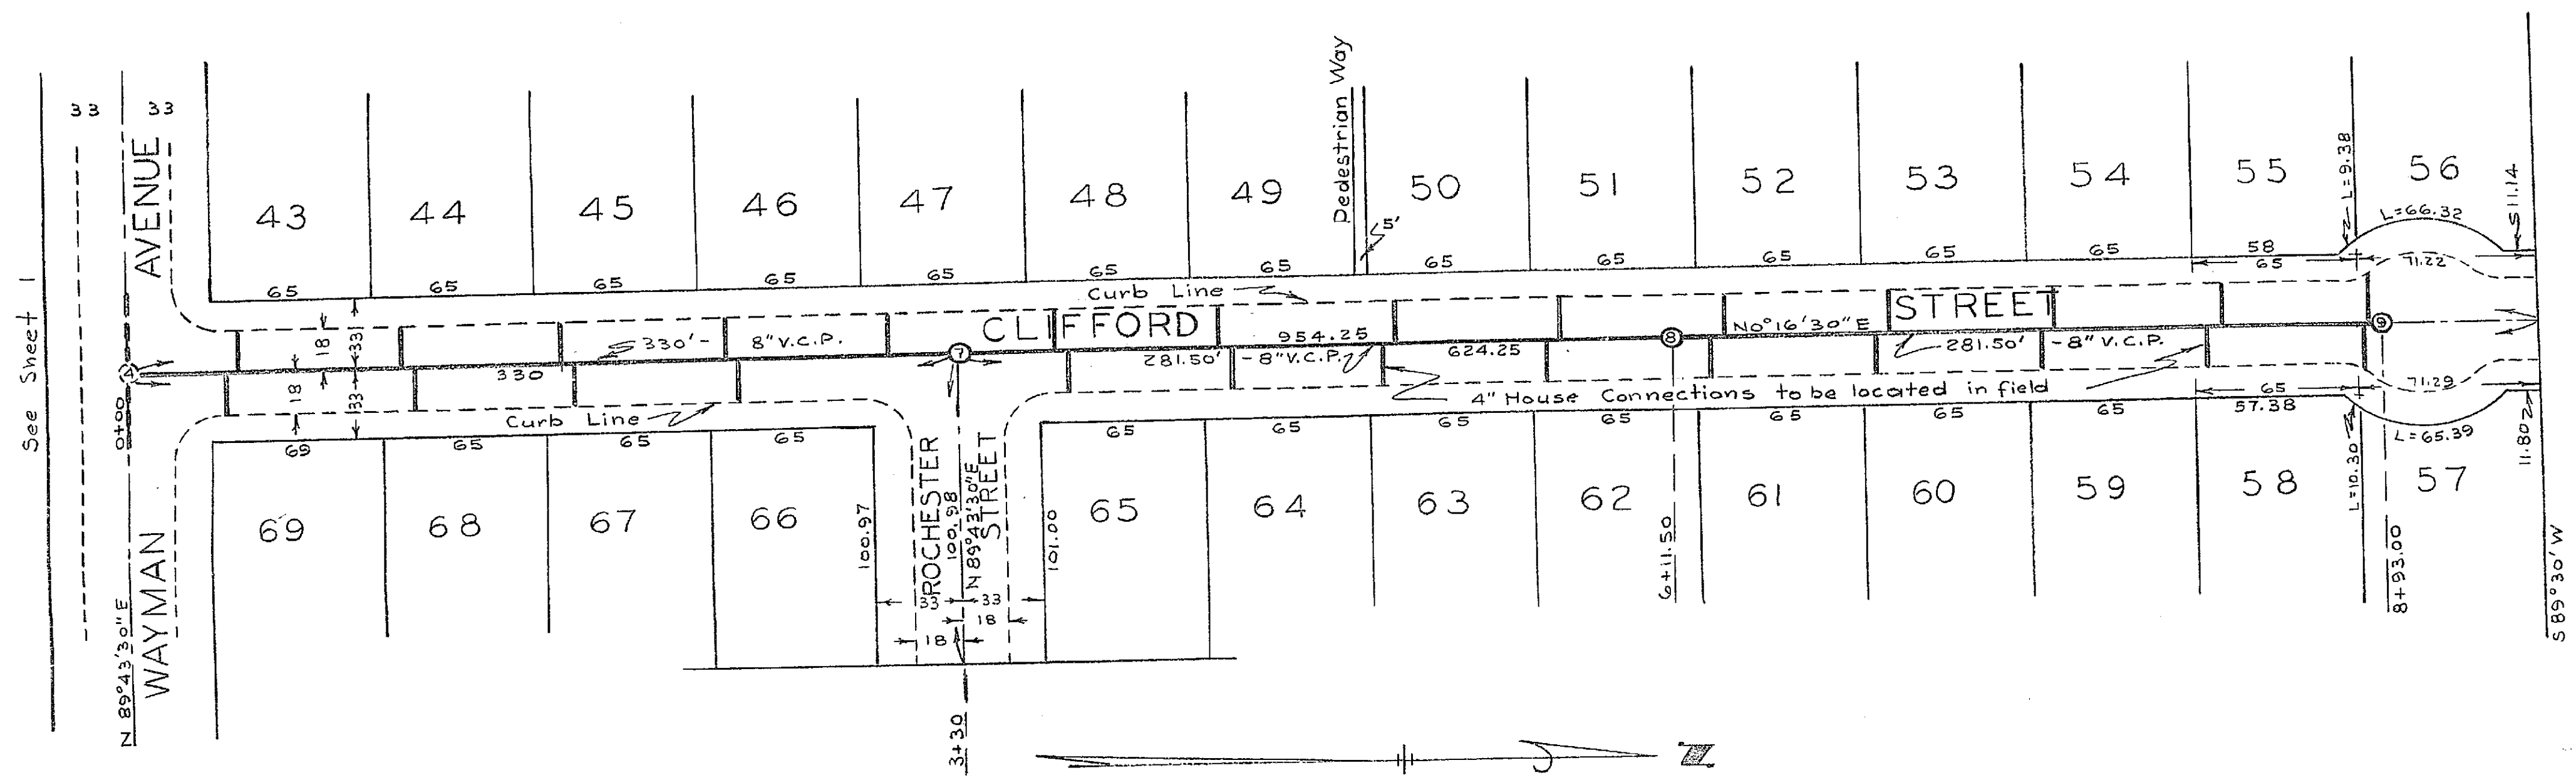 See Sheet 1
33 33
WAYMAN AVENUE
N 89°43'30" E
0+00
4
43 44 45 46 47 48 49 50 51 52 53 54 55 56
Pedestrian Way
5'
65 65 65 65 65 65 65 65 65 65 65 65 58
65
L=9.38
L=66.32
S 11.14
71.22
Curb Line
18 33
18 33
330'- 8" V.C.P.
330
7
CLIFFORD STREET
954.25
281.50' - 8" V.C.P.
624.25
8
N0°16'30"E
281.50' - 8" V.C.P.
9
4" House Connections to be located in field
Curb Line
65
71.29
57.38
L=10.30
L=65.39
11.80
69 65 65 65 65 65 65 65 65 65 65
69 68 67 66 65 64 63 62 61 60 59 58 57
100.97
ROCHESTER STREET
100.98
N 89°43'30"E
101.00
33 33
18
18
3+30
6+11.50
8+93.00
S 89°30' W
N